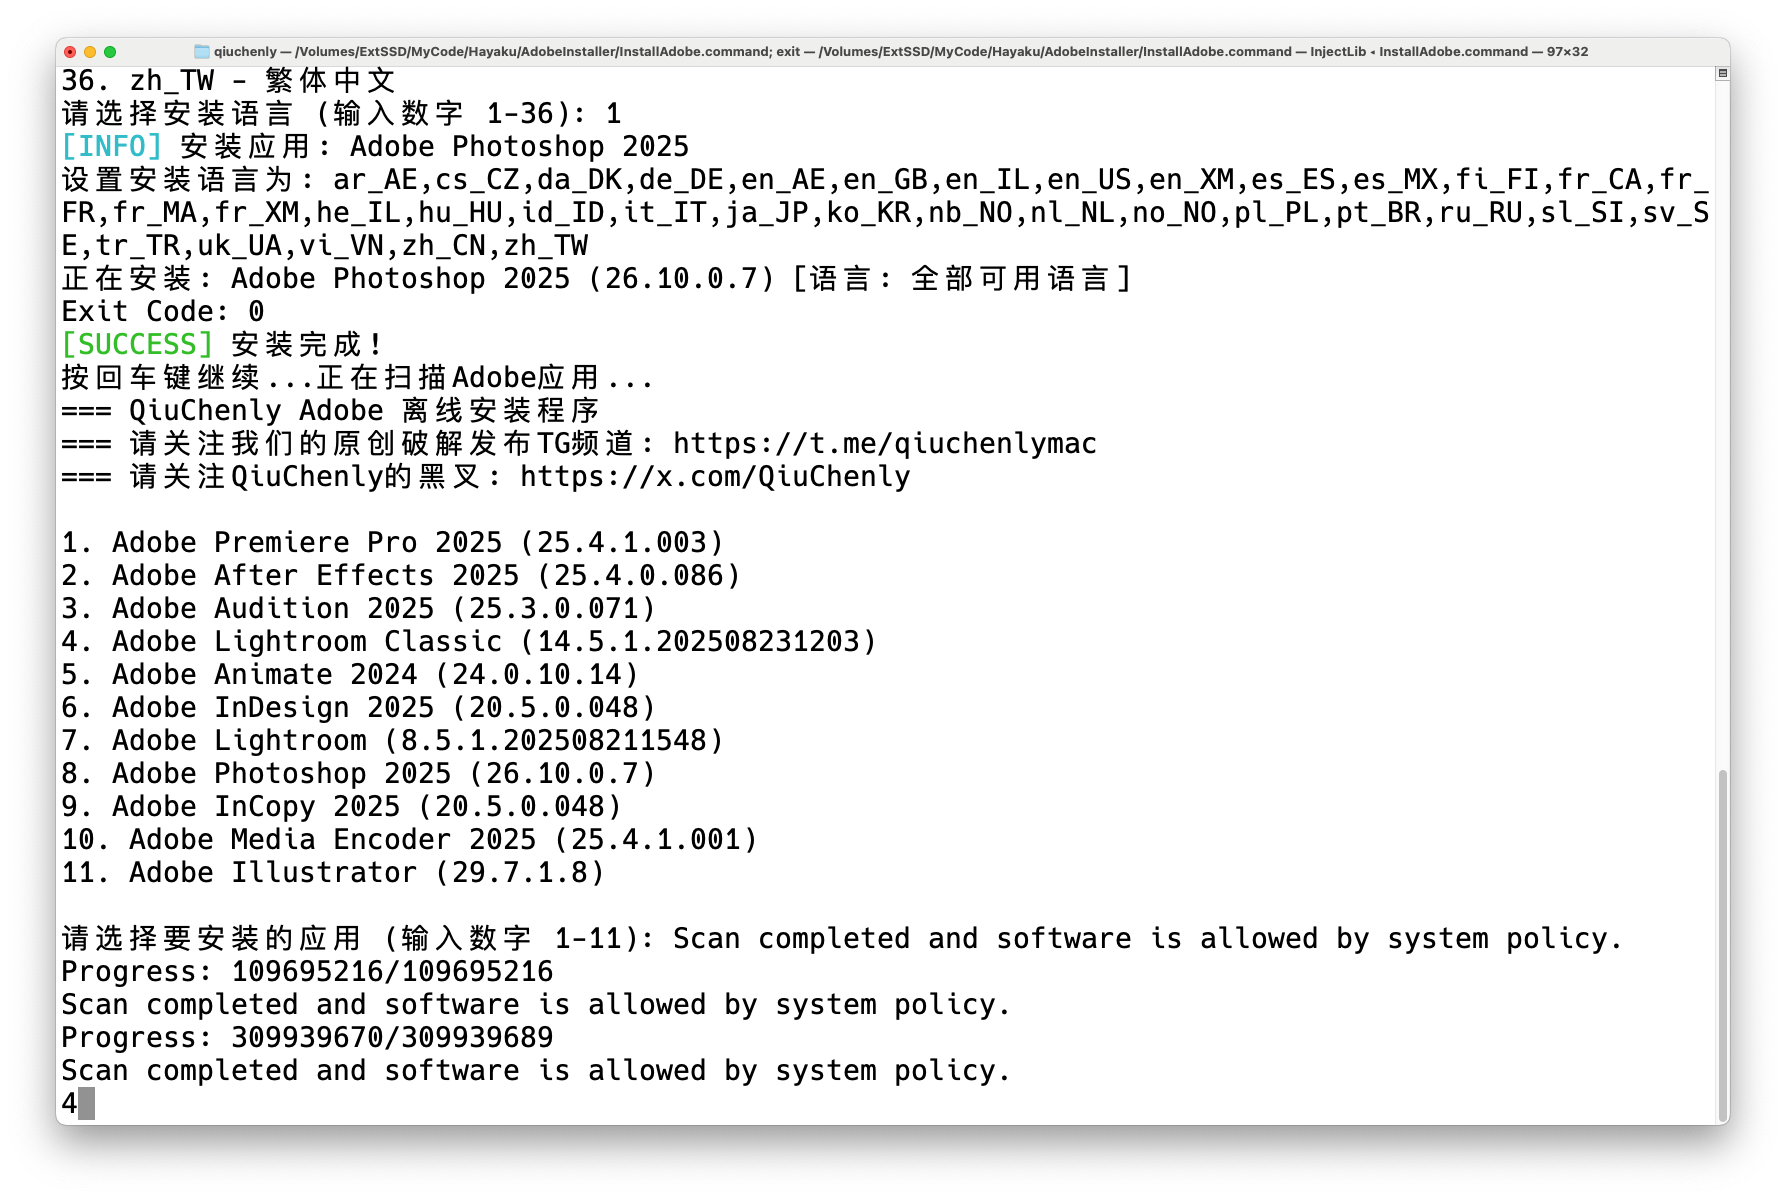 qiuchenly — /Volumes/ExtSSD/MyCode/Hayaku/AdobeInstaller/InstallAdobe.command; exit — /Volumes/ExtSSD/MyCode/Hayaku/AdobeInstaller/InstallAdobe.command — InjectLib ◂ InstallAdobe.command — 97×32
36. zh_TW - 繁体中文
请选择安装语言 (输入数字 1-36): 1
[INFO] 安装应用: Adobe Photoshop 2025
设置安装语言为: ar_AE,cs_CZ,da_DK,de_DE,en_AE,en_GB,en_IL,en_US,en_XM,es_ES,es_MX,fi_FI,fr_CA,fr_
FR,fr_MA,fr_XM,he_IL,hu_HU,id_ID,it_IT,ja_JP,ko_KR,nb_NO,nl_NL,no_NO,pl_PL,pt_BR,ru_RU,sl_SI,sv_S
E,tr_TR,uk_UA,vi_VN,zh_CN,zh_TW
正在安装: Adobe Photoshop 2025 (26.10.0.7) [语言: 全部可用语言]
Exit Code: 0
[SUCCESS] 安装完成!
按回车键继续...正在扫描Adobe应用...
=== QiuChenly Adobe 离线安装程序
=== 请关注我们的原创破解发布TG频道: https://t.me/qiuchenlymac
=== 请关注QiuChenly的黑叉: https://x.com/QiuChenly
1. Adobe Premiere Pro 2025 (25.4.1.003)
2. Adobe After Effects 2025 (25.4.0.086)
3. Adobe Audition 2025 (25.3.0.071)
4. Adobe Lightroom Classic (14.5.1.202508231203)
5. Adobe Animate 2024 (24.0.10.14)
6. Adobe InDesign 2025 (20.5.0.048)
7. Adobe Lightroom (8.5.1.202508211548)
8. Adobe Photoshop 2025 (26.10.0.7)
9. Adobe InCopy 2025 (20.5.0.048)
10. Adobe Media Encoder 2025 (25.4.1.001)
11. Adobe Illustrator (29.7.1.8)
请选择要安装的应用 (输入数字 1-11): Scan completed and software is allowed by system policy.
Progress: 109695216/109695216
Scan completed and software is allowed by system policy.
Progress: 309939670/309939689
Scan completed and software is allowed by system policy.
4